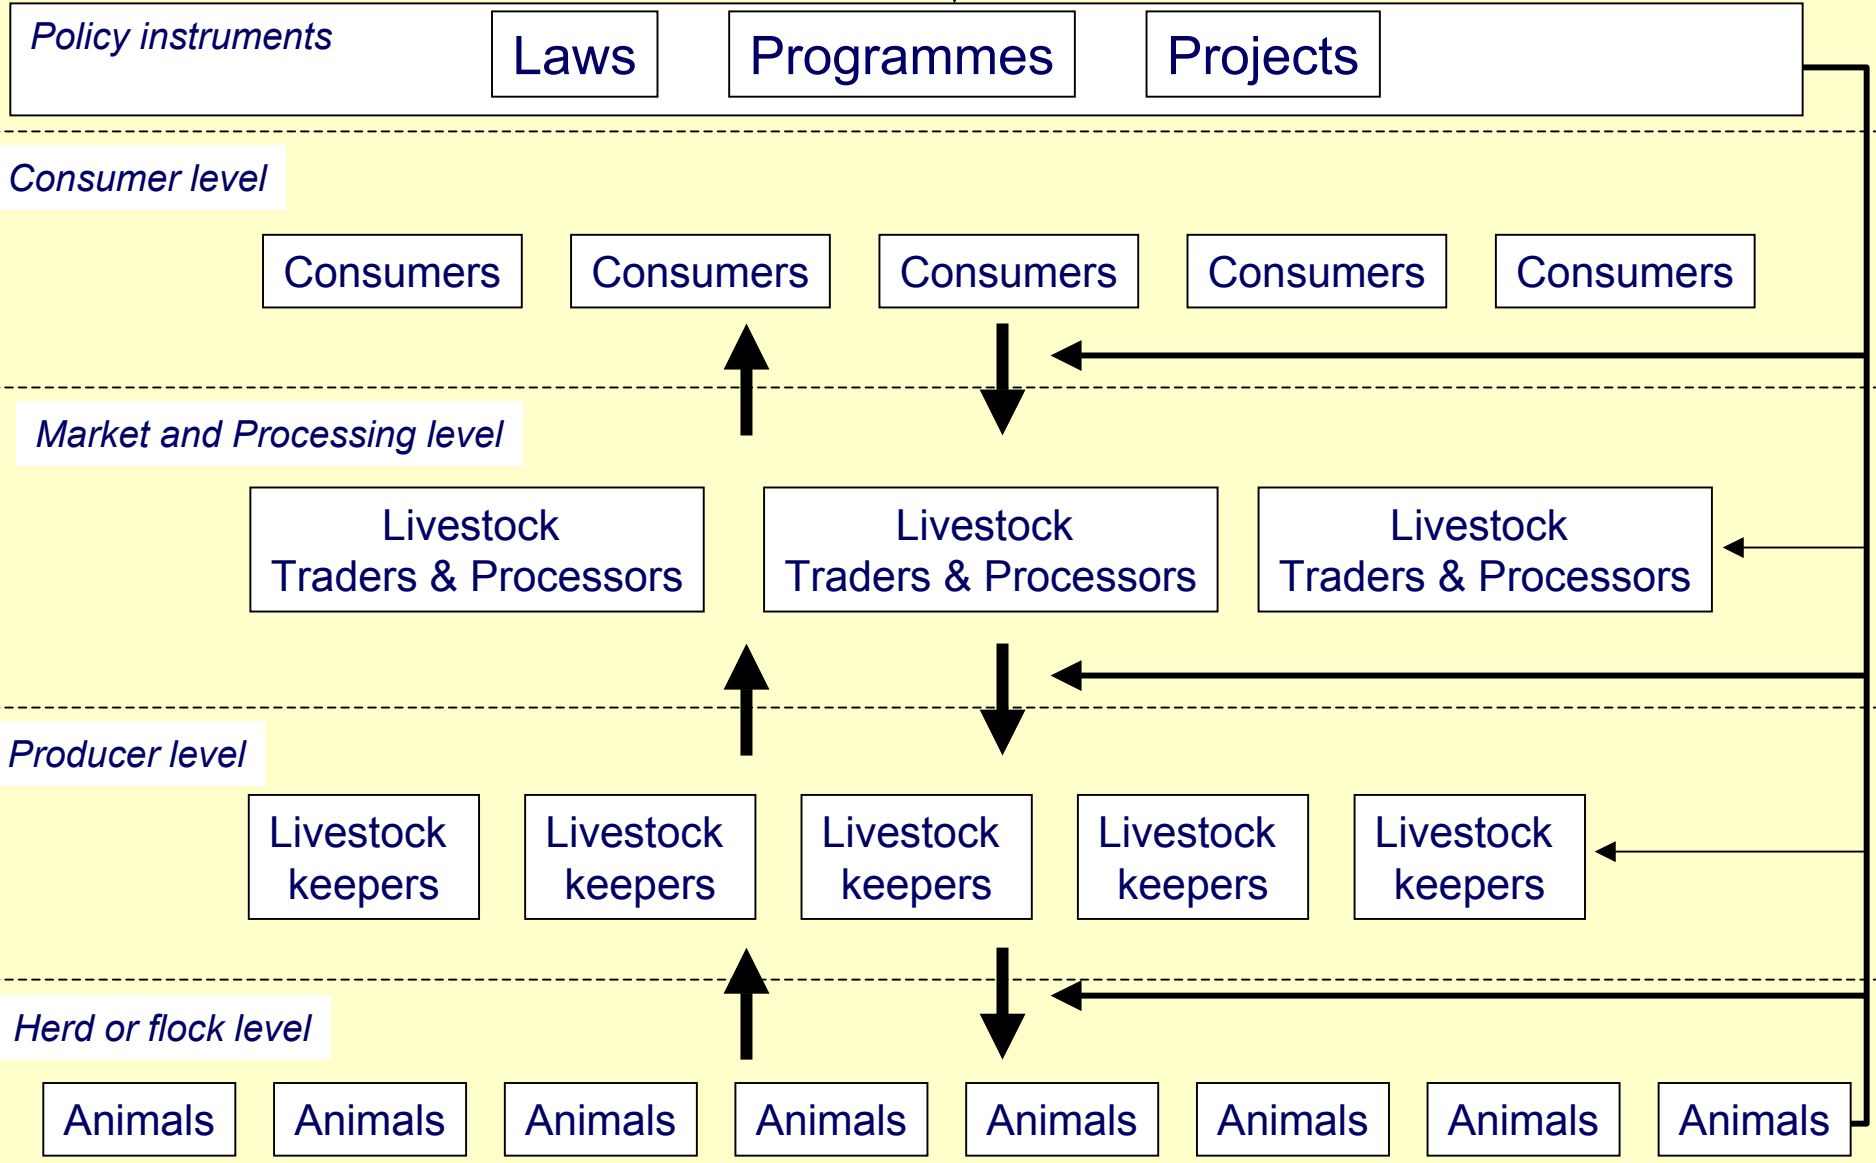 Policy instruments
Laws
Programmes
Projects
Consumer level
Consumers
Consumers
Consumers
Consumers
Consumers
Market and Processing level
Livestock
Traders & Processors
Livestock
Traders & Processors
Livestock
Traders & Processors
Producer level
Livestock
keepers
Livestock
keepers
Livestock
keepers
Livestock
keepers
Livestock
keepers
Herd or flock level
Animals
Animals
Animals
Animals
Animals
Animals
Animals
Animals